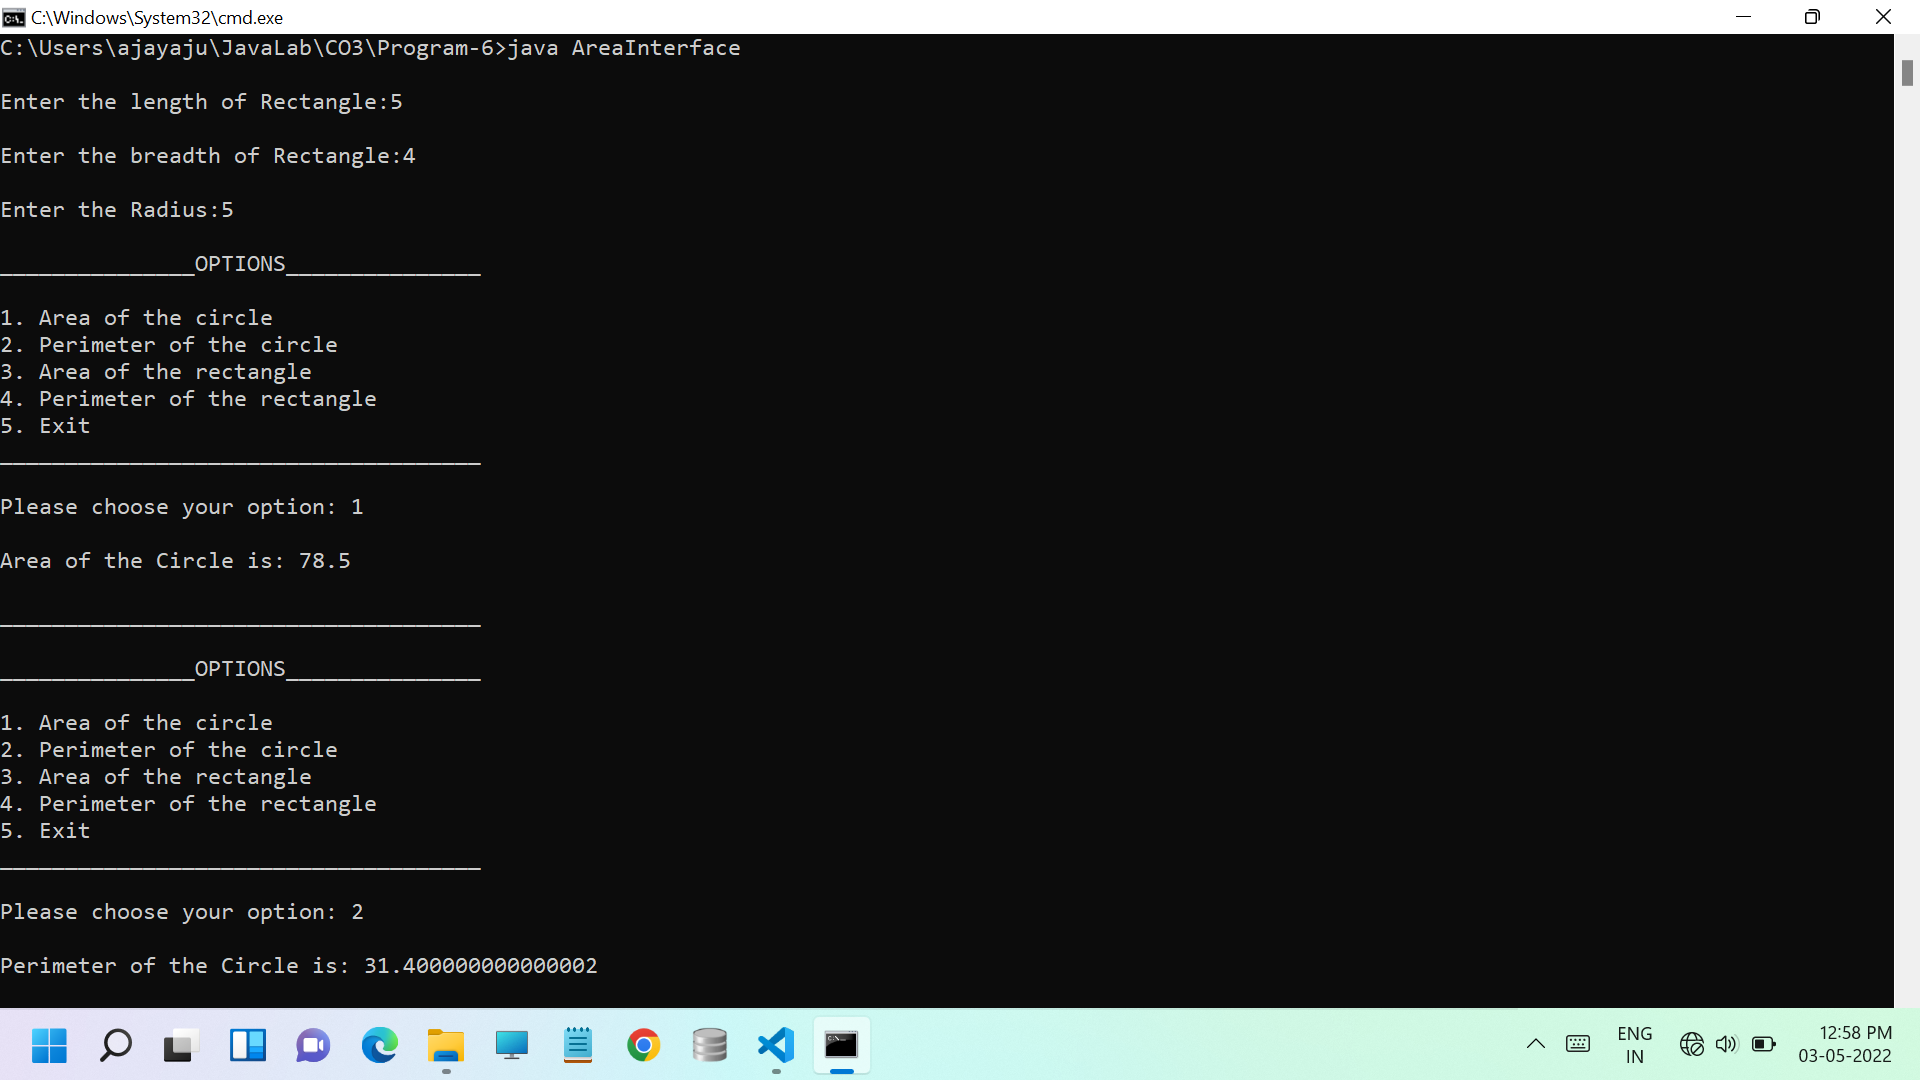 C:\Windows\System32\cmd.exe
C:\Users\ajayaju\JavaLab\CO3\Program-6>java AreaInterface
Enter the length of Rectangle:5
Enter the breadth of Rectangle:4
Enter the Radius:5
_______________OPTIONS_______________
1. Area of the circle
2. Perimeter of the circle
3. Area of the rectangle
4. Perimeter of the rectangle
5. Exit
_____________________________________
Please choose your option: 1
Area of the Circle is: 78.5
_____________________________________
_______________OPTIONS_______________
1. Area of the circle
2. Perimeter of the circle
3. Area of the rectangle
4. Perimeter of the rectangle
5. Exit
_____________________________________
Please choose your option: 2
Perimeter of the Circle is: 31.400000000000002
ENG
IN
12:58 PM
03-05-2022